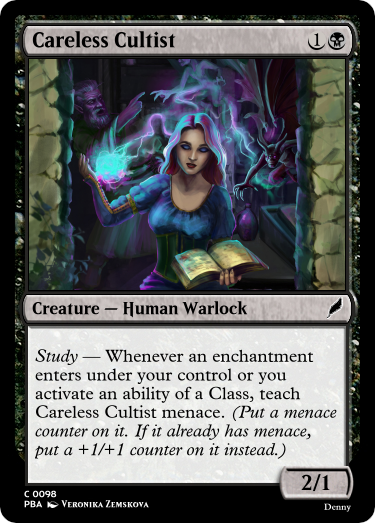 Careless Cultist 1
Creature — Human Warlock
Study — Whenever an enchantment
enters under your control or you
activate an ability of a Class, teach
Careless Cultist menace. (Put a menace
counter on it. If it already has menace,
put a +1/+1 counter on it instead.)
2/1
C 0098
PBA Veronika Zemskova
Denny